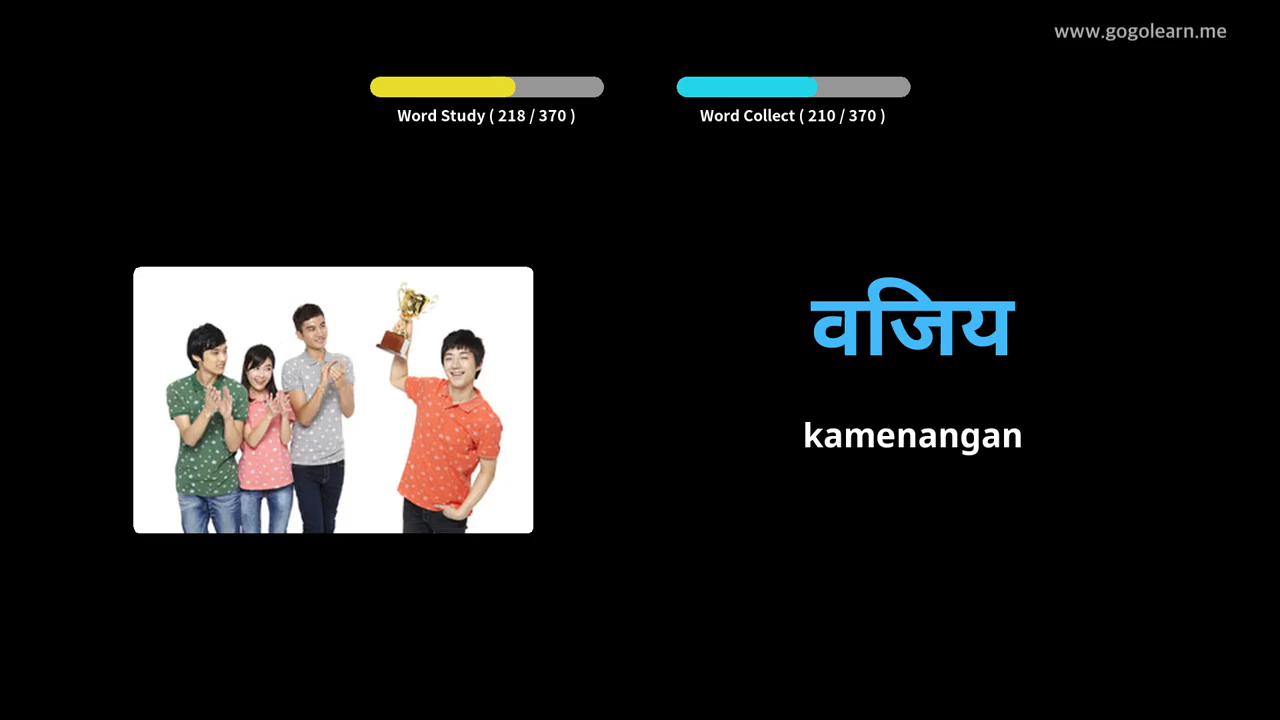 www.gogolearn.me
Word Study ( 218 / 370 )
Word Collect ( 210 / 370 )
वजिय
kamenangan